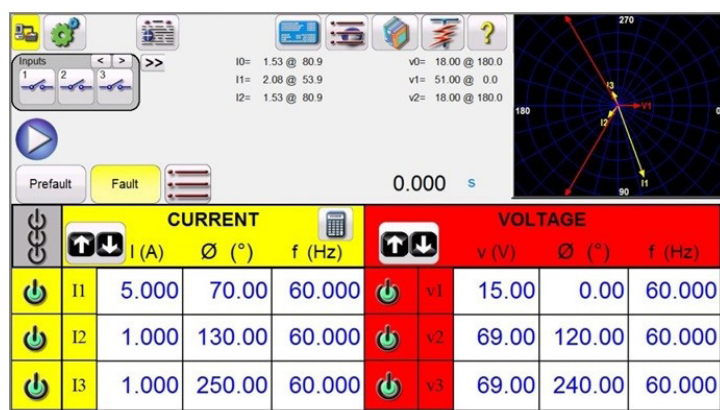 Inputs < > >>
1 2 3
I0= 1.53 @ 80.9 v0= 18.00 @ 180.0
I1= 2.08 @ 53.9 v1= 51.00 @ 0.0
I2= 1.53 @ 80.9 v2= 18.00 @ 180.0
270
I3
V1
180 0
I2
I1
90
Prefault Fault 0.000 s
CURRENT VOLTAGE
I (A) Ø (°) f (Hz) v (V) Ø (°) f (Hz)
I1 5.000 70.00 60.000 v1 15.00 0.00 60.000
I2 1.000 130.00 60.000 v2 69.00 120.00 60.000
I3 1.000 250.00 60.000 v3 69.00 240.00 60.000